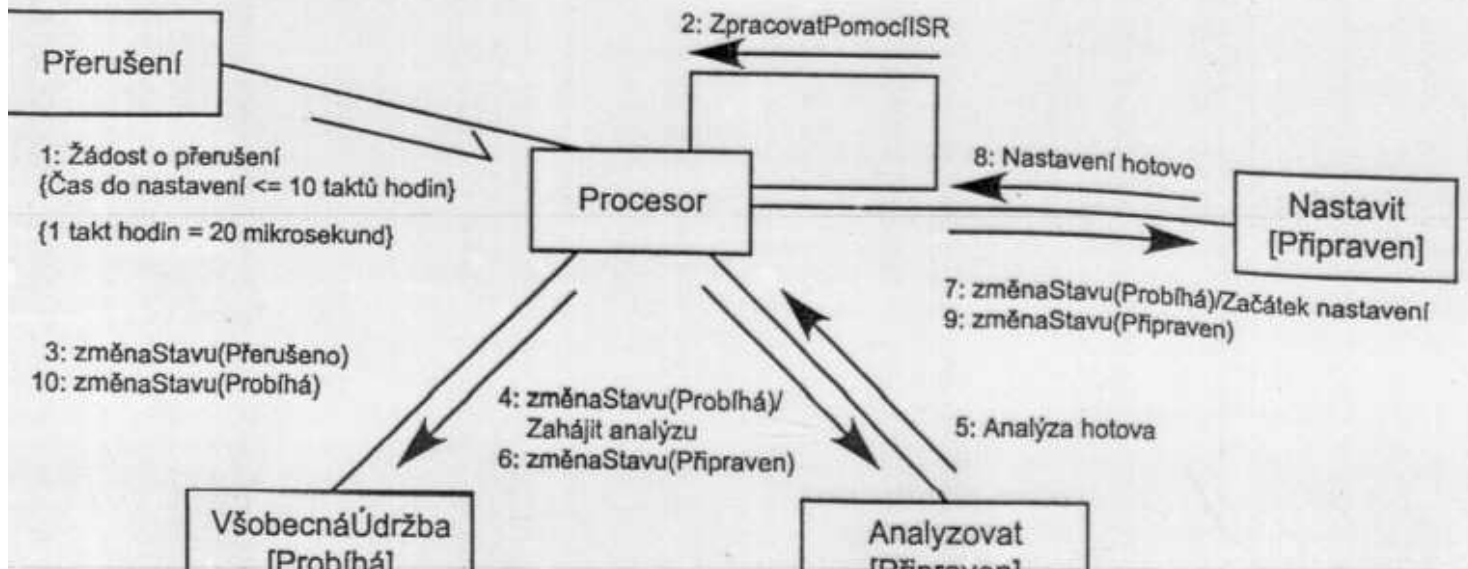 2: ZpracovatPomocíISR
Přerušení
1: Žádost o přerušení
{Čas do nastavení <= 10 taktů hodin}
{1 takt hodin = 20 mikrosekund}
Procesor
8: Nastavení hotovo
Nastavit
[Připraven]
7: změnaStavu(Probíhá)/Začátek nastavení
9: změnaStavu(Připraven)
3: změnaStavu(Přerušeno)
10: změnaStavu(Probíhá)
4: změnaStavu(Probíhá)/
Zahájit analýzu
6: změnaStavu(Připraven)
5: Analýza hotova
VšobecnáÚdržba
[Probíhá]
Analyzovat
[Připraven]